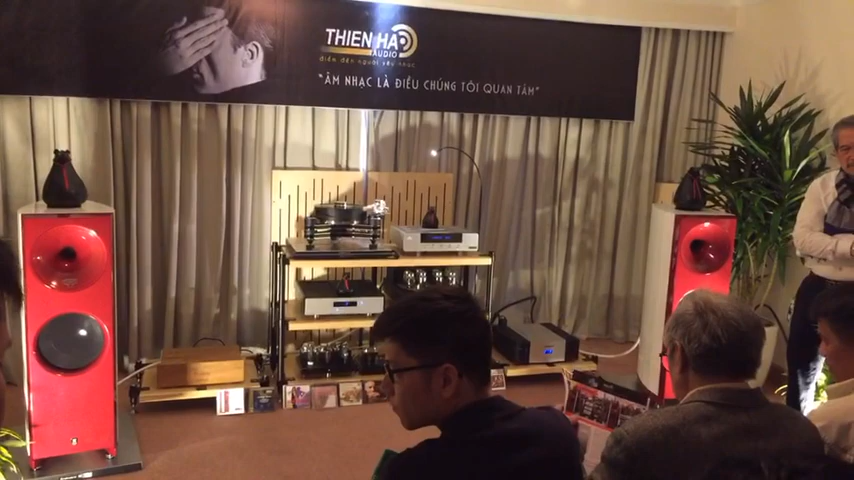 THIEN HA
AUDIO
điểm đến người yêu nhạc
"ÂM NHẠC LÀ ĐIỀU CHÚNG TÔI QUAN TÂM"